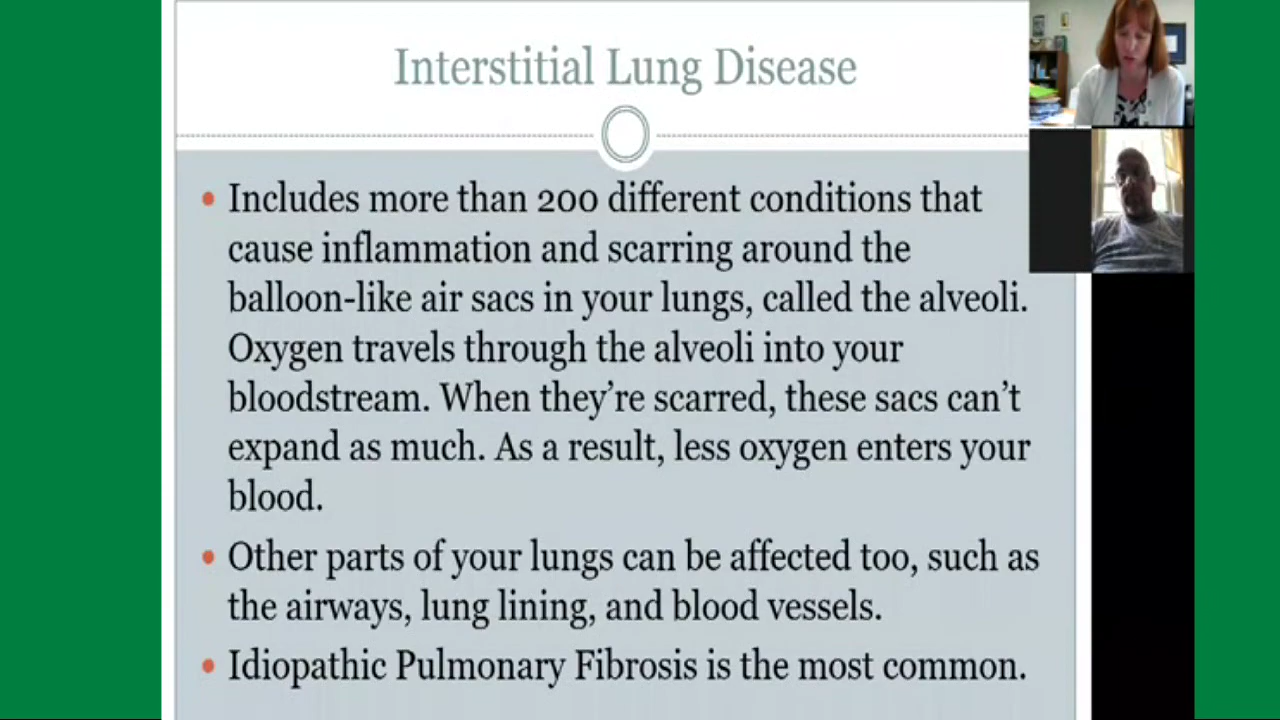 Interstitial Lung Disease
• Includes more than 200 different conditions that
cause inflammation and scarring around the
balloon-like air sacs in your lungs, called the alveoli.
Oxygen travels through the alveoli into your
bloodstream. When they’re scarred, these sacs can’t
expand as much. As a result, less oxygen enters your
blood.
• Other parts of your lungs can be affected too, such as
the airways, lung lining, and blood vessels.
• Idiopathic Pulmonary Fibrosis is the most common.